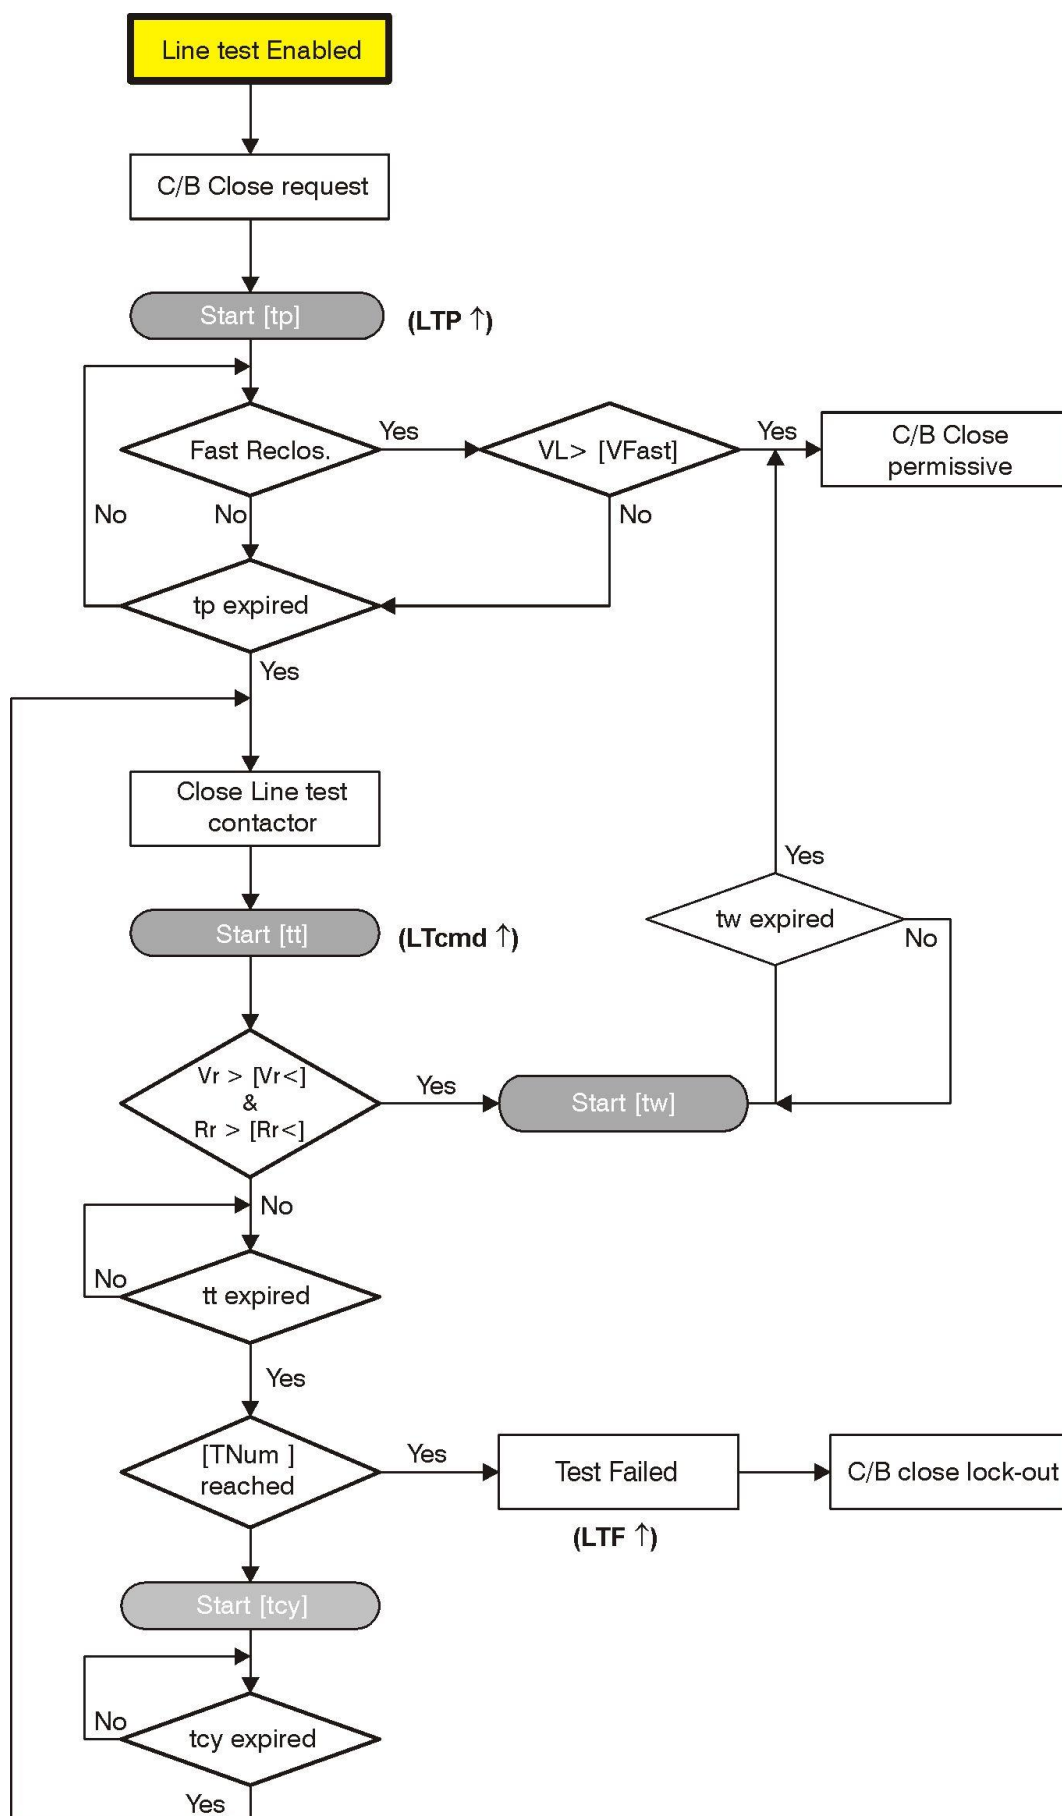 Line test Enabled
C/B Close request
Start [tp]
(LTP ↑)
Fast Reclos.
Yes
VL> [VFast]
Yes
C/B Close
permissive
No
No
No
tp expired
Yes
Close Line test
contactor
Start [tt]
(LTcmd ↑)
Yes
tw expired
No
Vr > [Vr<]
&
Rr > [Rr<]
Yes
Start [tw]
No
No
tt expired
Yes
[TNum ]
reached
Yes
Test Failed
C/B close lock-out
(LTF ↑)
Start [tcy]
No
tcy expired
Yes